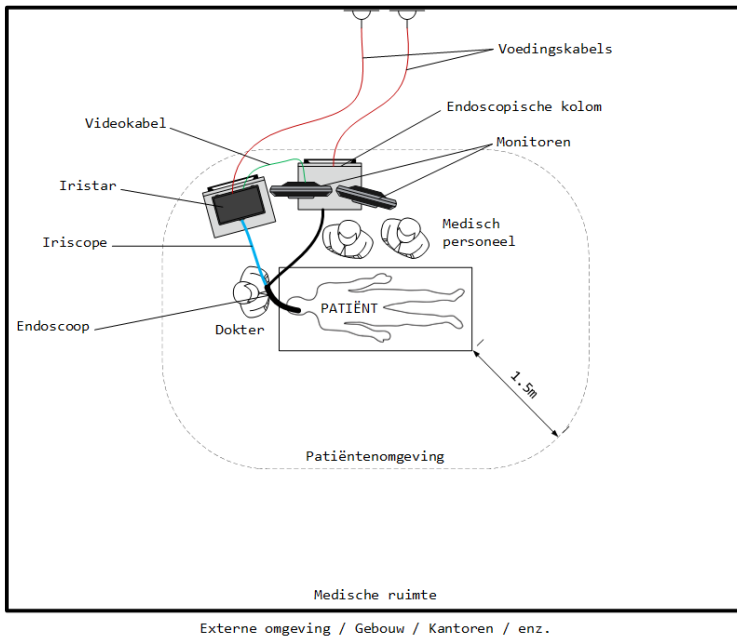 Voedingskabels
Endoscopische kolom
Videokabel
Monitoren
Iristar
Medisch
personeel
Iriscope
PATIËNT
Endoscoop
Dokter
1.5m
Patiëntenomgeving
Medische ruimte
Externe omgeving / Gebouw / Kantoren / enz.